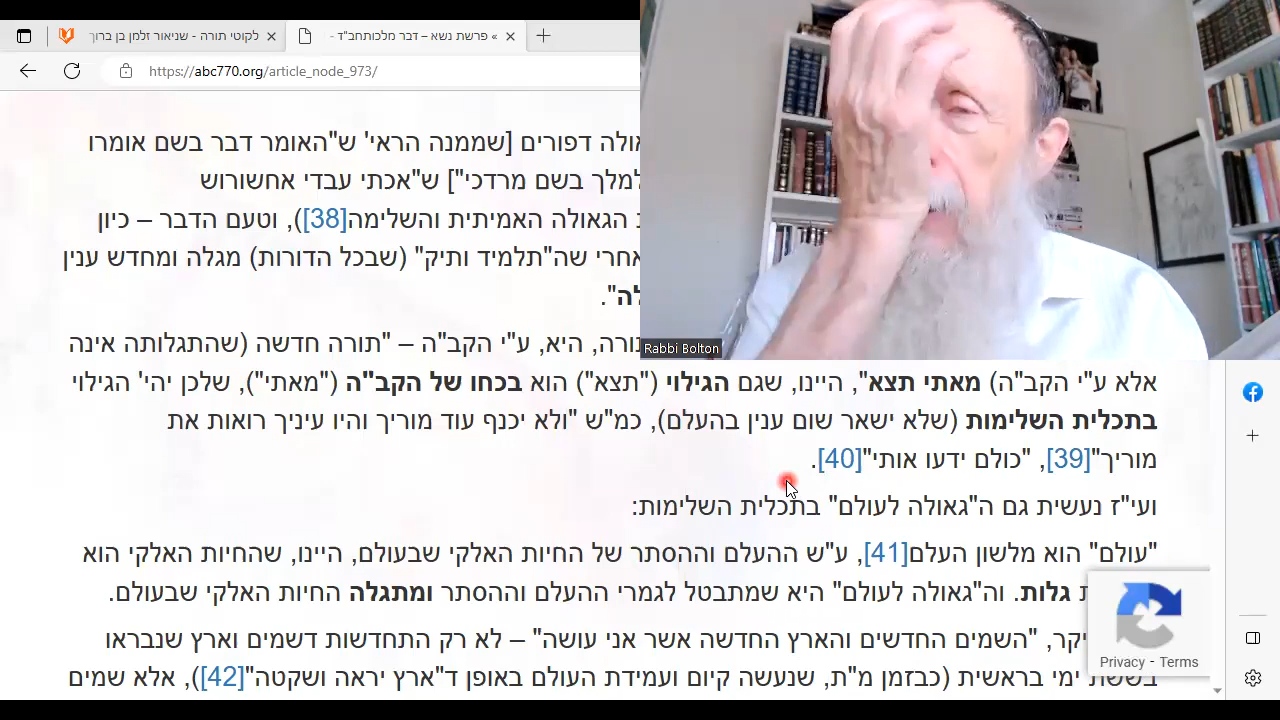 לקוטי תורה - שניאור זלמן בן ברוך
» פרשת נשא – דבר מלכותחב"ד -
https://abc770.org/article_node_973/
דפורים [שממנה הראי' ש"האומר דבר בשם אומרו
בשם מרדכי"] ש"אכתי עבדי אחשורוש
הגאולה האמיתית והשלימה[38]), וטעם הדבר – כיון
שה"תלמיד ותיק" (שבכל הדורות) מגלה ומחדש ענין
היא, ע"י הקב"ה – "תורה חדשה (שהתגלותה אינה
אלא ע"י הקב"ה) מאתי תצא", היינו, שגם הגילוי ("תצא") הוא בכחו של הקב"ה ("מאתי"), שלכן יהי' הגילוי
בתכלית השלימות (שלא ישאר שום ענין בהעלם), כמ"ש "ולא יכנף עוד מוריך והיו עיניך רואות את
מוריך"[39], "כולם ידעו אותי"[40].
ועי"ז נעשית גם ה"גאולה לעולם" בתכלית השלימות:
"עולם" הוא מלשון העלם[41], ע"ש ההעלם וההסתר של החיות האלקי שבעולם, היינו, שהחיות האלקי הוא
גלות. וה"גאולה לעולם" היא שמתבטל לגמרי ההעלם וההסתר ומתגלה החיות האלקי שבעולם.
"השמים החדשים והארץ החדשה אשר אני עושה" – לא רק התחדשות דשמים וארץ שנבראו
בששת ימי בראשית (כבזמן מ"ת, שנעשה קיום ועמידת העולם באופן ד"ארץ יראה ושקטה"[42]), אלא שמים
Rabbi Bolton
Privacy - Terms